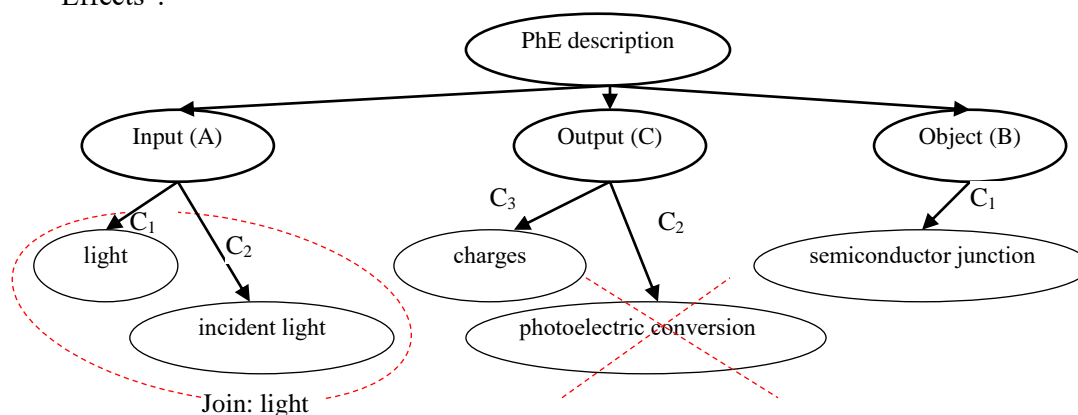 Effects".
PhE description
Input (A)
Output (C)
Object (B)
C1
C2
C3
C2
C1
light
charges
semiconductor junction
incident light
photoelectric conversion
Join: light